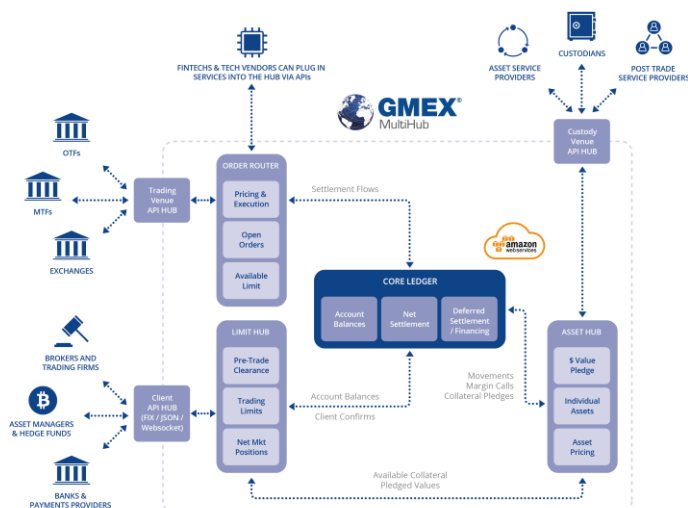 FINTECHS & TECH VENDORS CAN PLUG IN
SERVICES INTO THE HUB VIA APIs
ASSET SERVICE
PROVIDERS
CUSTODIANS
POST TRADE
SERVICE PROVIDERS
GMEX®
MultiHub
OTFs
MTFs
EXCHANGES
Trading
Venue
API HUB
ORDER ROUTER
Pricing &
Execution
Open
Orders
Available
Limit
Settlement Flows
Custody
Venue
API HUB
amazon
webservices
CORE LEDGER
Account
Balances
Net
Settlement
Deferred
Settlement
/ Financing
BROKERS AND
TRADING FIRMS
ASSET MANAGERS
& HEDGE FUNDS
BANKS &
PAYMENTS PROVIDERS
Client
API HUB
(FIX / JSON /
Websocket)
LIMIT HUB
Pre-Trade
Clearance
Trading
Limits
Net Mkt
Positions
Account Balances
Client Confirms
Movements
Margin Calls
Collateral Pledges
ASSET HUB
$ Value
Pledge
Individual
Assets
Asset
Pricing
Available Collateral
Pledged Values